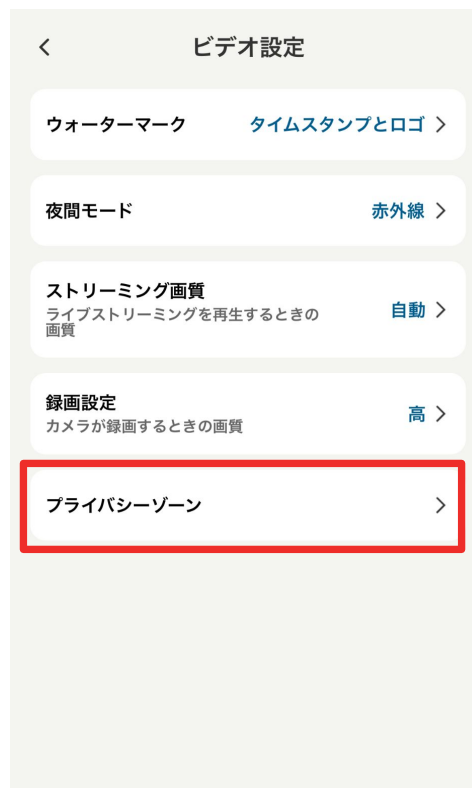 ビデオ設定
ウォーターマーク タイムスタンプとロゴ
夜間モード 赤外線
ストリーミング画質
ライブストリーミングを再生するときの
画質
自動
録画設定
カメラが録画するときの画質
高
プライバシーゾーン